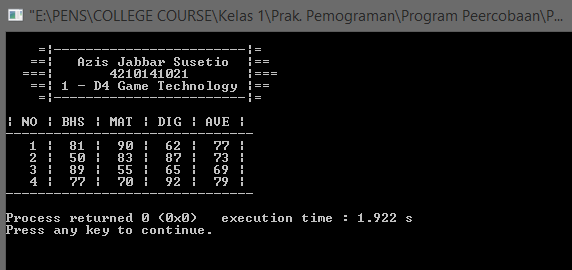 "E:\PENS\COLLEGE COURSE\Kelas 1\Prak. Pemograman\Program Peercobaan\P...
=¦------------------------¦=
==¦ Azis Jabbar Susetio ¦==
===¦ 4210141021 ¦===
==¦ 1 - D4 Game Technology ¦==
=¦------------------------¦=
¦ NO ¦ BHS ¦ MAT ¦ DIG ¦ AVE ¦
-------------------------------
1 ¦ 81 ¦ 90 ¦ 62 ¦ 77 ¦
2 ¦ 50 ¦ 83 ¦ 87 ¦ 73 ¦
3 ¦ 89 ¦ 55 ¦ 65 ¦ 69 ¦
4 ¦ 77 ¦ 70 ¦ 92 ¦ 79 ¦
-------------------------------
Process returned 0 (0x0) execution time : 1.922 s
Press any key to continue.